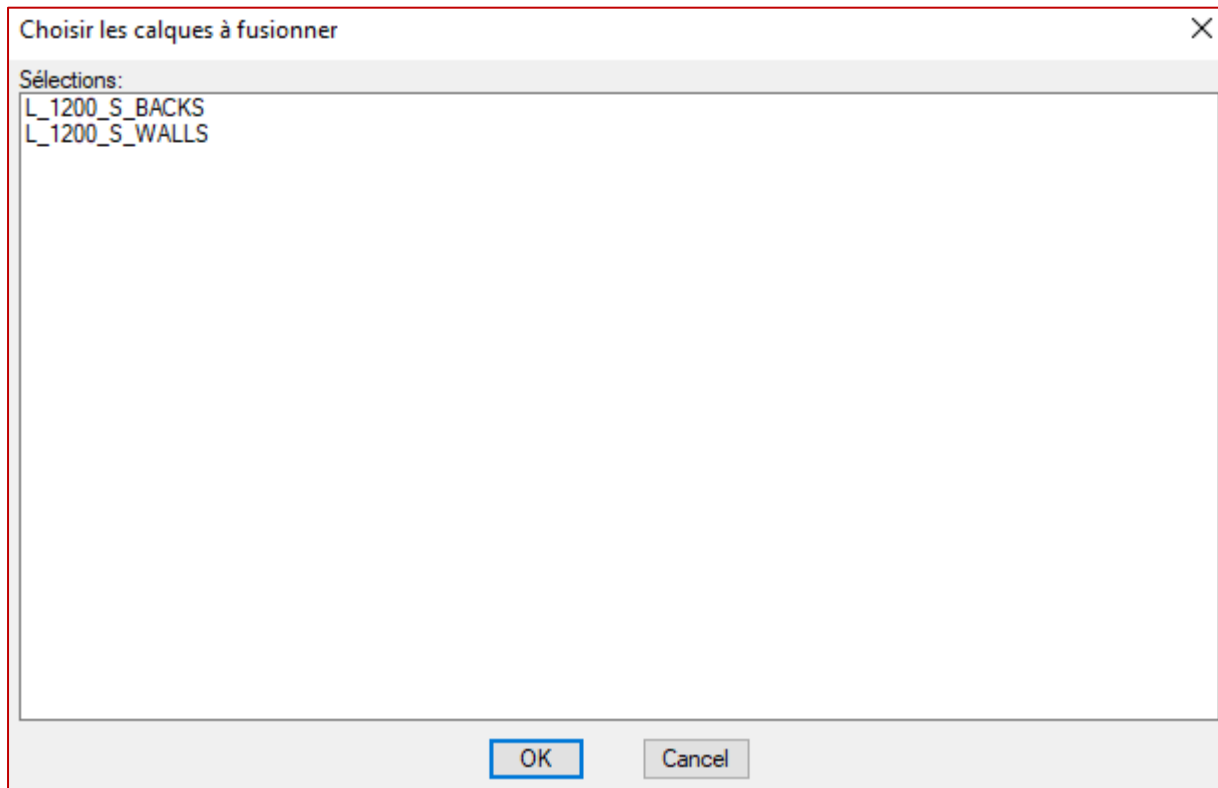 Choisir les calques à fusionner
Sélections:
L_1200_S_BACKS
L_1200_S_WALLS
OK
Cancel